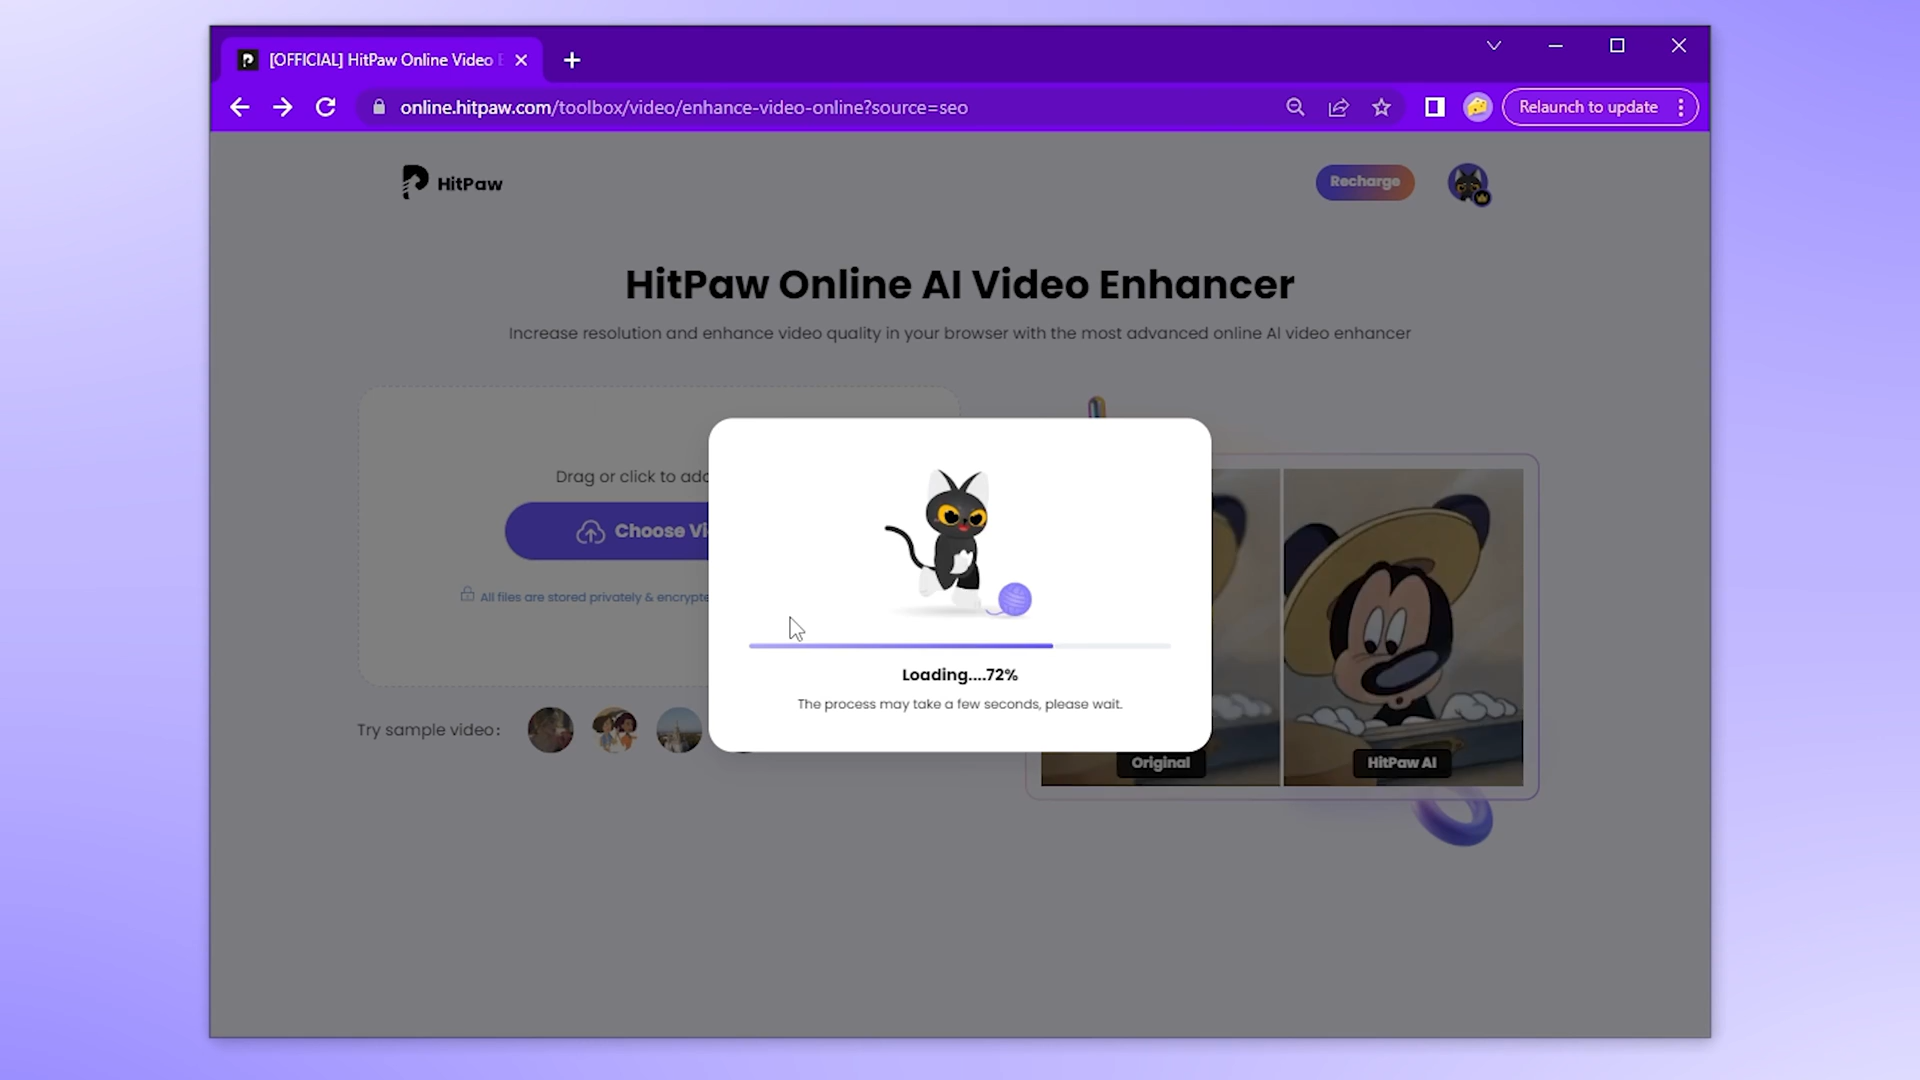 [OFFICIAL] HitPaw Online Video
online.hitpaw.com/toolbox/video/enhance-video-online?source=seo
Relaunch to update
HitPaw
Recharge
HitPaw Online AI Video Enhancer
Increase resolution and enhance video quality in your browser with the most advanced online AI video enhancer
Drag or click to add
Choose Vi
All files are stored privately & encrypte
Loading....72%
The process may take a few seconds, please wait.
Try sample video:
Original
HitPaw AI